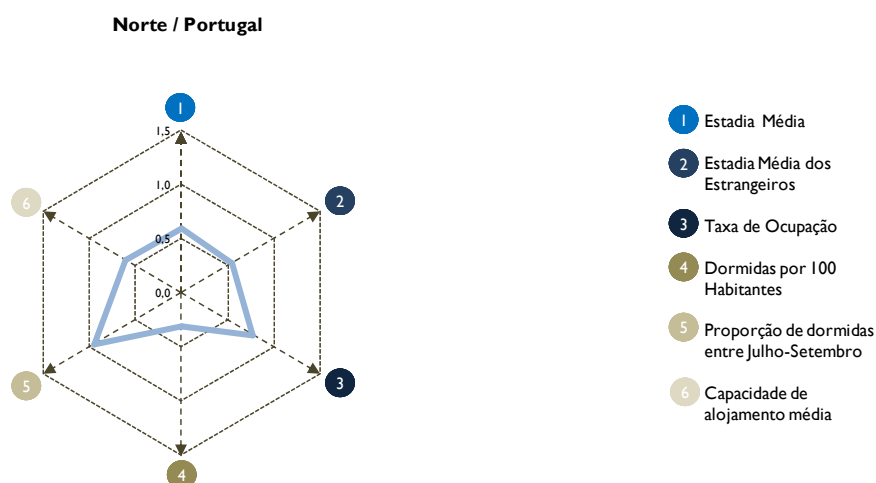 Norte / Portugal
1
1,5
1,0
0,5
0,0
6
2
5
3
4
1 Estadia Média
2 Estadia Média dos
Estrangeiros
3 Taxa de Ocupação
4 Dormidas por 100
Habitantes
5 Proporção de dormidas
entre Julho-Setembro
6 Capacidade de
alojamento média